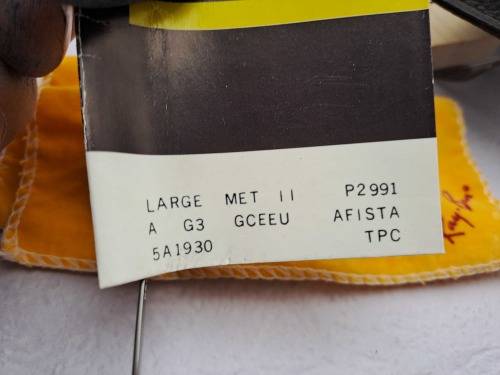 LARGE MET II P2991
A G3 GCEEU AFISTA
5A1930 TPC